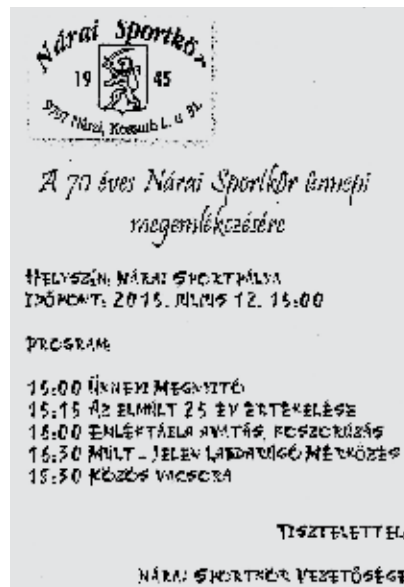 Nárai Sportkör
19 45
9797 Nárai, Kossuth L. u.
A 70 éves Nárai Sportkör ünnepi
megemlékezésére
HELYSZÍN: NÁRAI SPORTPÁLYA
IDŐPONT: 2015. 12. 15:00
PROGRAM:
15:00 ÜNNEPI MEGNYITÓ
15:15 AZ ELMÚLT 25 ÉV ÉRTÉKELÉSE
16:00 EMLÉKTÁBLA AVATÁS, KOSZORÚZÁS
16:30 MÚLT - JELEN LABDARÚGÓ MÉRKŐZÉS
18:30 KÖZÖS VACSORA
TISZTELETTEL:
NÁRAI SPORTKÖR VEZETŐSÉGE